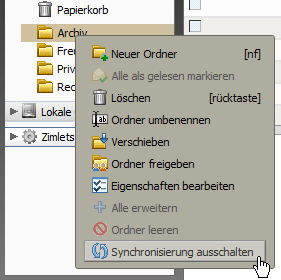 Papierkorb
Archiv
Neuer Ordner [nf]
Alle als gelesen markieren
Löschen [rücktaste]
Ordner umbenennen
Verschieben
Ordner freigeben
Eigenschaften bearbeiten
Alle erweitern
Ordner leeren
Synchronisierung ausschalten
Freu
Priv
Rec
Lokale
Zimlets